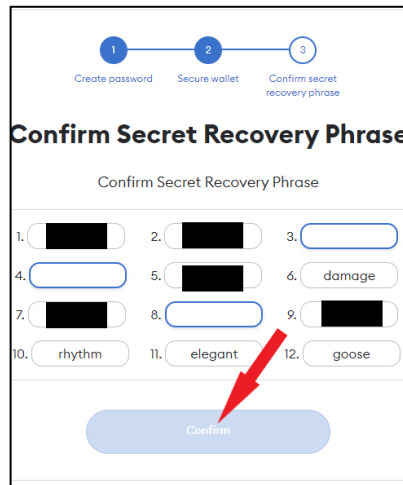 1 2 3
Create password Secure wallet Confirm secret
recovery phrase
Confirm Secret Recovery Phrase
Confirm Secret Recovery Phrase
1. 2. 3.
4. 5. 6. damage
7. 8. 9.
10. rhythm 11. elegant 12. goose
Confirm